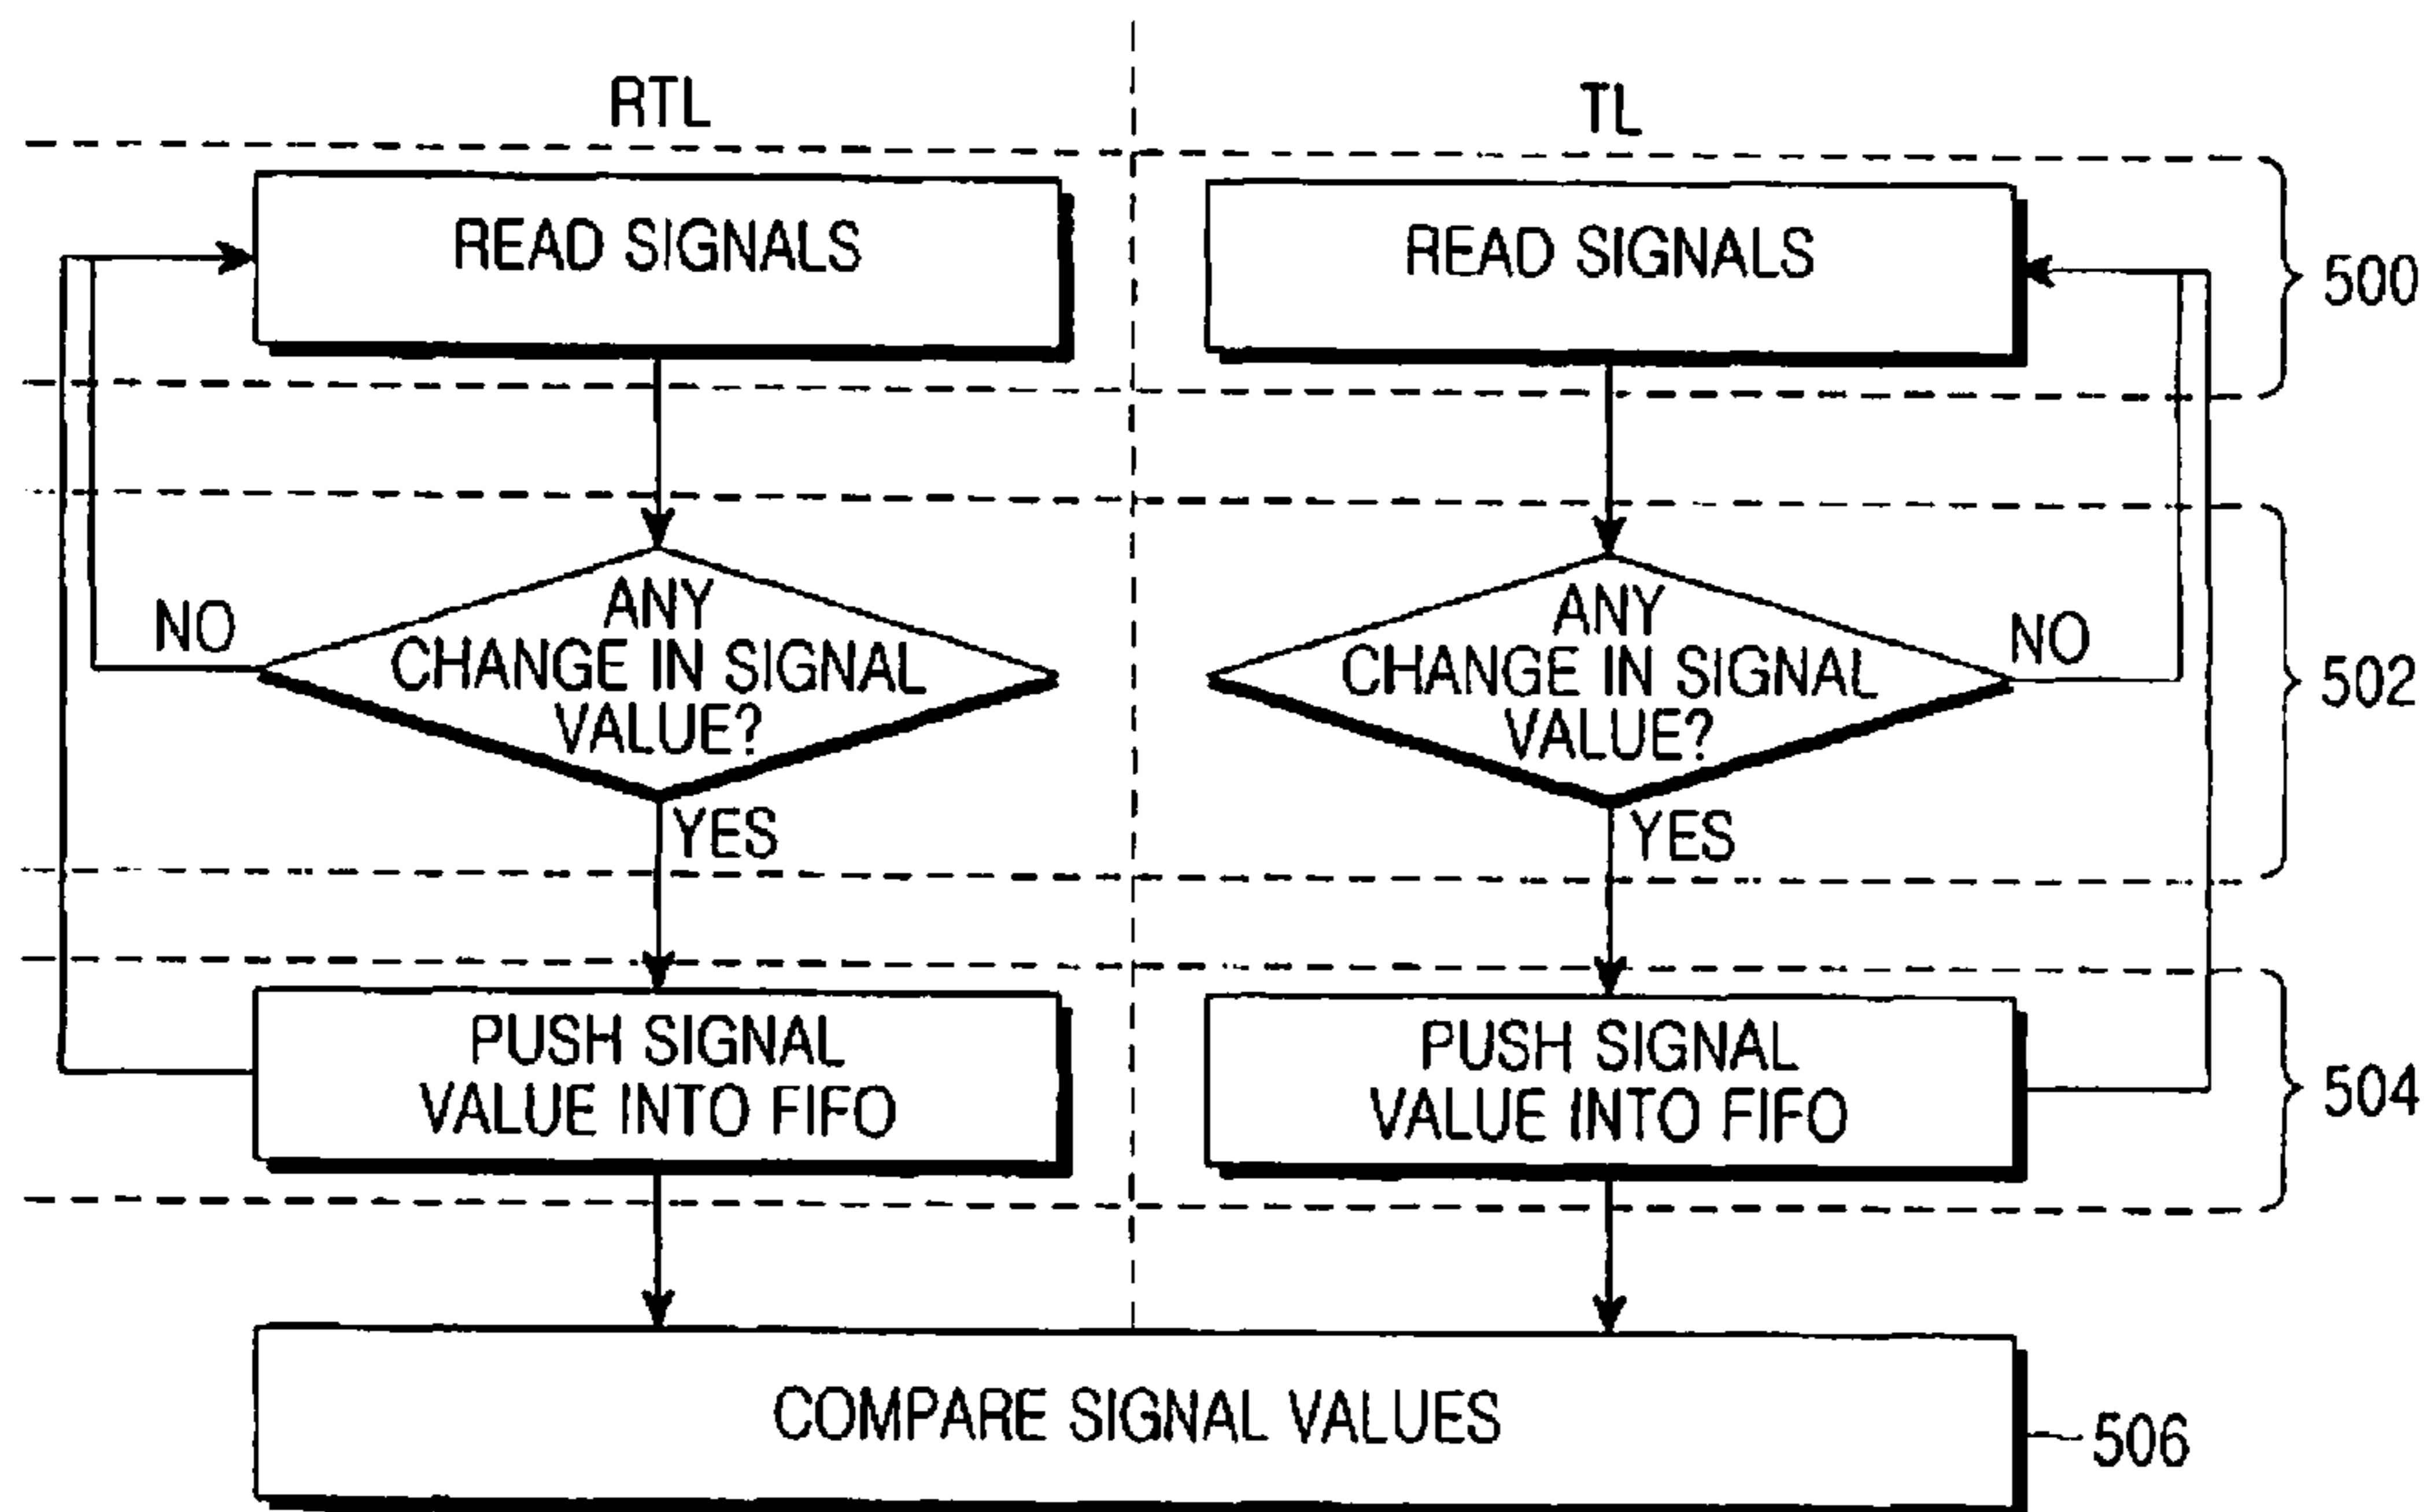 RTL
TL
READ SIGNALS
READ SIGNALS
500
ANY
CHANGE IN SIGNAL
VALUE?
NO
YES
ANY
CHANGE IN SIGNAL
VALUE?
NO
YES
502
PUSH SIGNAL
VALUE INTO FIFO
PUSH SIGNAL
VALUE INTO FIFO
504
COMPARE SIGNAL VALUES
506